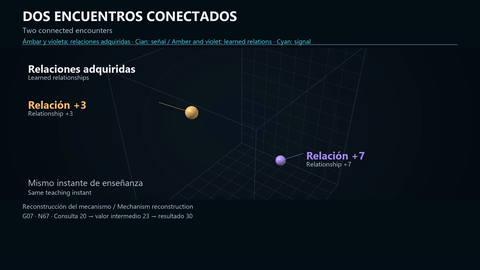 DOS ENCUENTROS CONECTADOS
Two connected encounters
Ámbar y violeta: relaciones adquiridas · Cian: señal / Amber and violet: learned relations · Cyan: signal
Relaciones adquiridas
Learned relationships
Relación +3
Relationship +3
Relación +7
Relationship +7
Mismo instante de enseñanza
Same teaching instant
Reconstrucción del mecanismo / Mechanism reconstruction
G07 · N67 · Consulta 20 → valor intermedio 23 → resultado 30